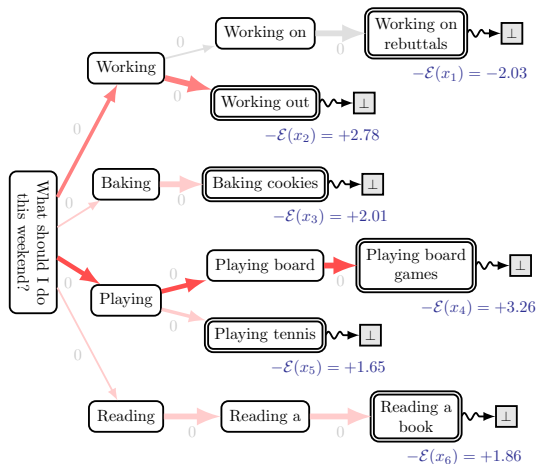 Working on
Working on
rebuttals
⊥
0
0
−ℰ(x₁) = −2.03
Working
0
0
Working out
⊥
−ℰ(x₂) = +2.78
What should I do
this weekend?
0
Baking
0
Baking cookies
⊥
−ℰ(x₃) = +2.01
0
Playing
0
Playing board
0
Playing board
games
⊥
−ℰ(x₄) = +3.26
0
Playing tennis
⊥
−ℰ(x₅) = +1.65
0
Reading
0
Reading a
0
Reading a
book
⊥
−ℰ(x₆) = +1.86